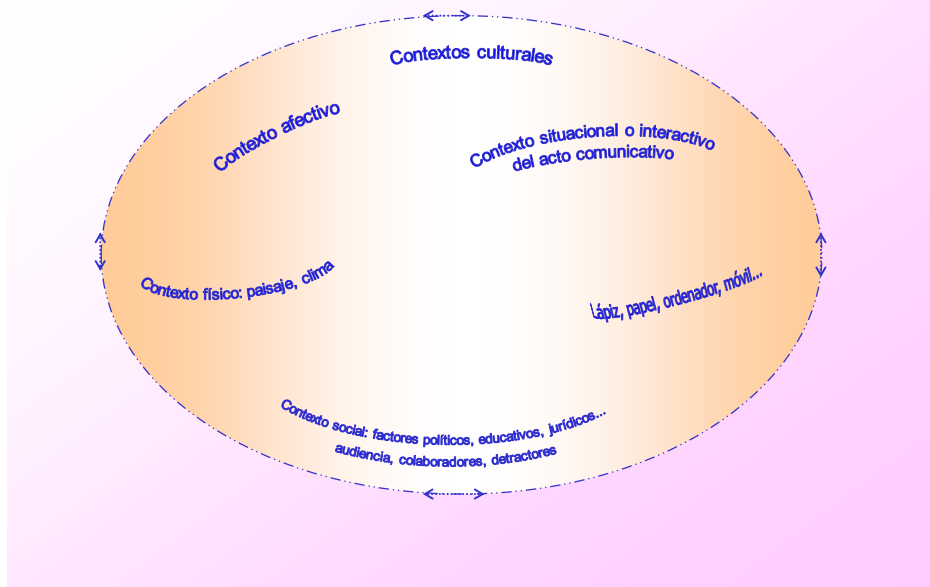 Contextos culturales
Contexto afectivo
Contexto situacional o interactivo
del acto comunicativo
Contexto físico: paisaje, clima
Lápiz, papel, ordenador, móvil...
Contexto social: factores políticos, educativos, jurídicos...
audiencia, colaboradores, detractores